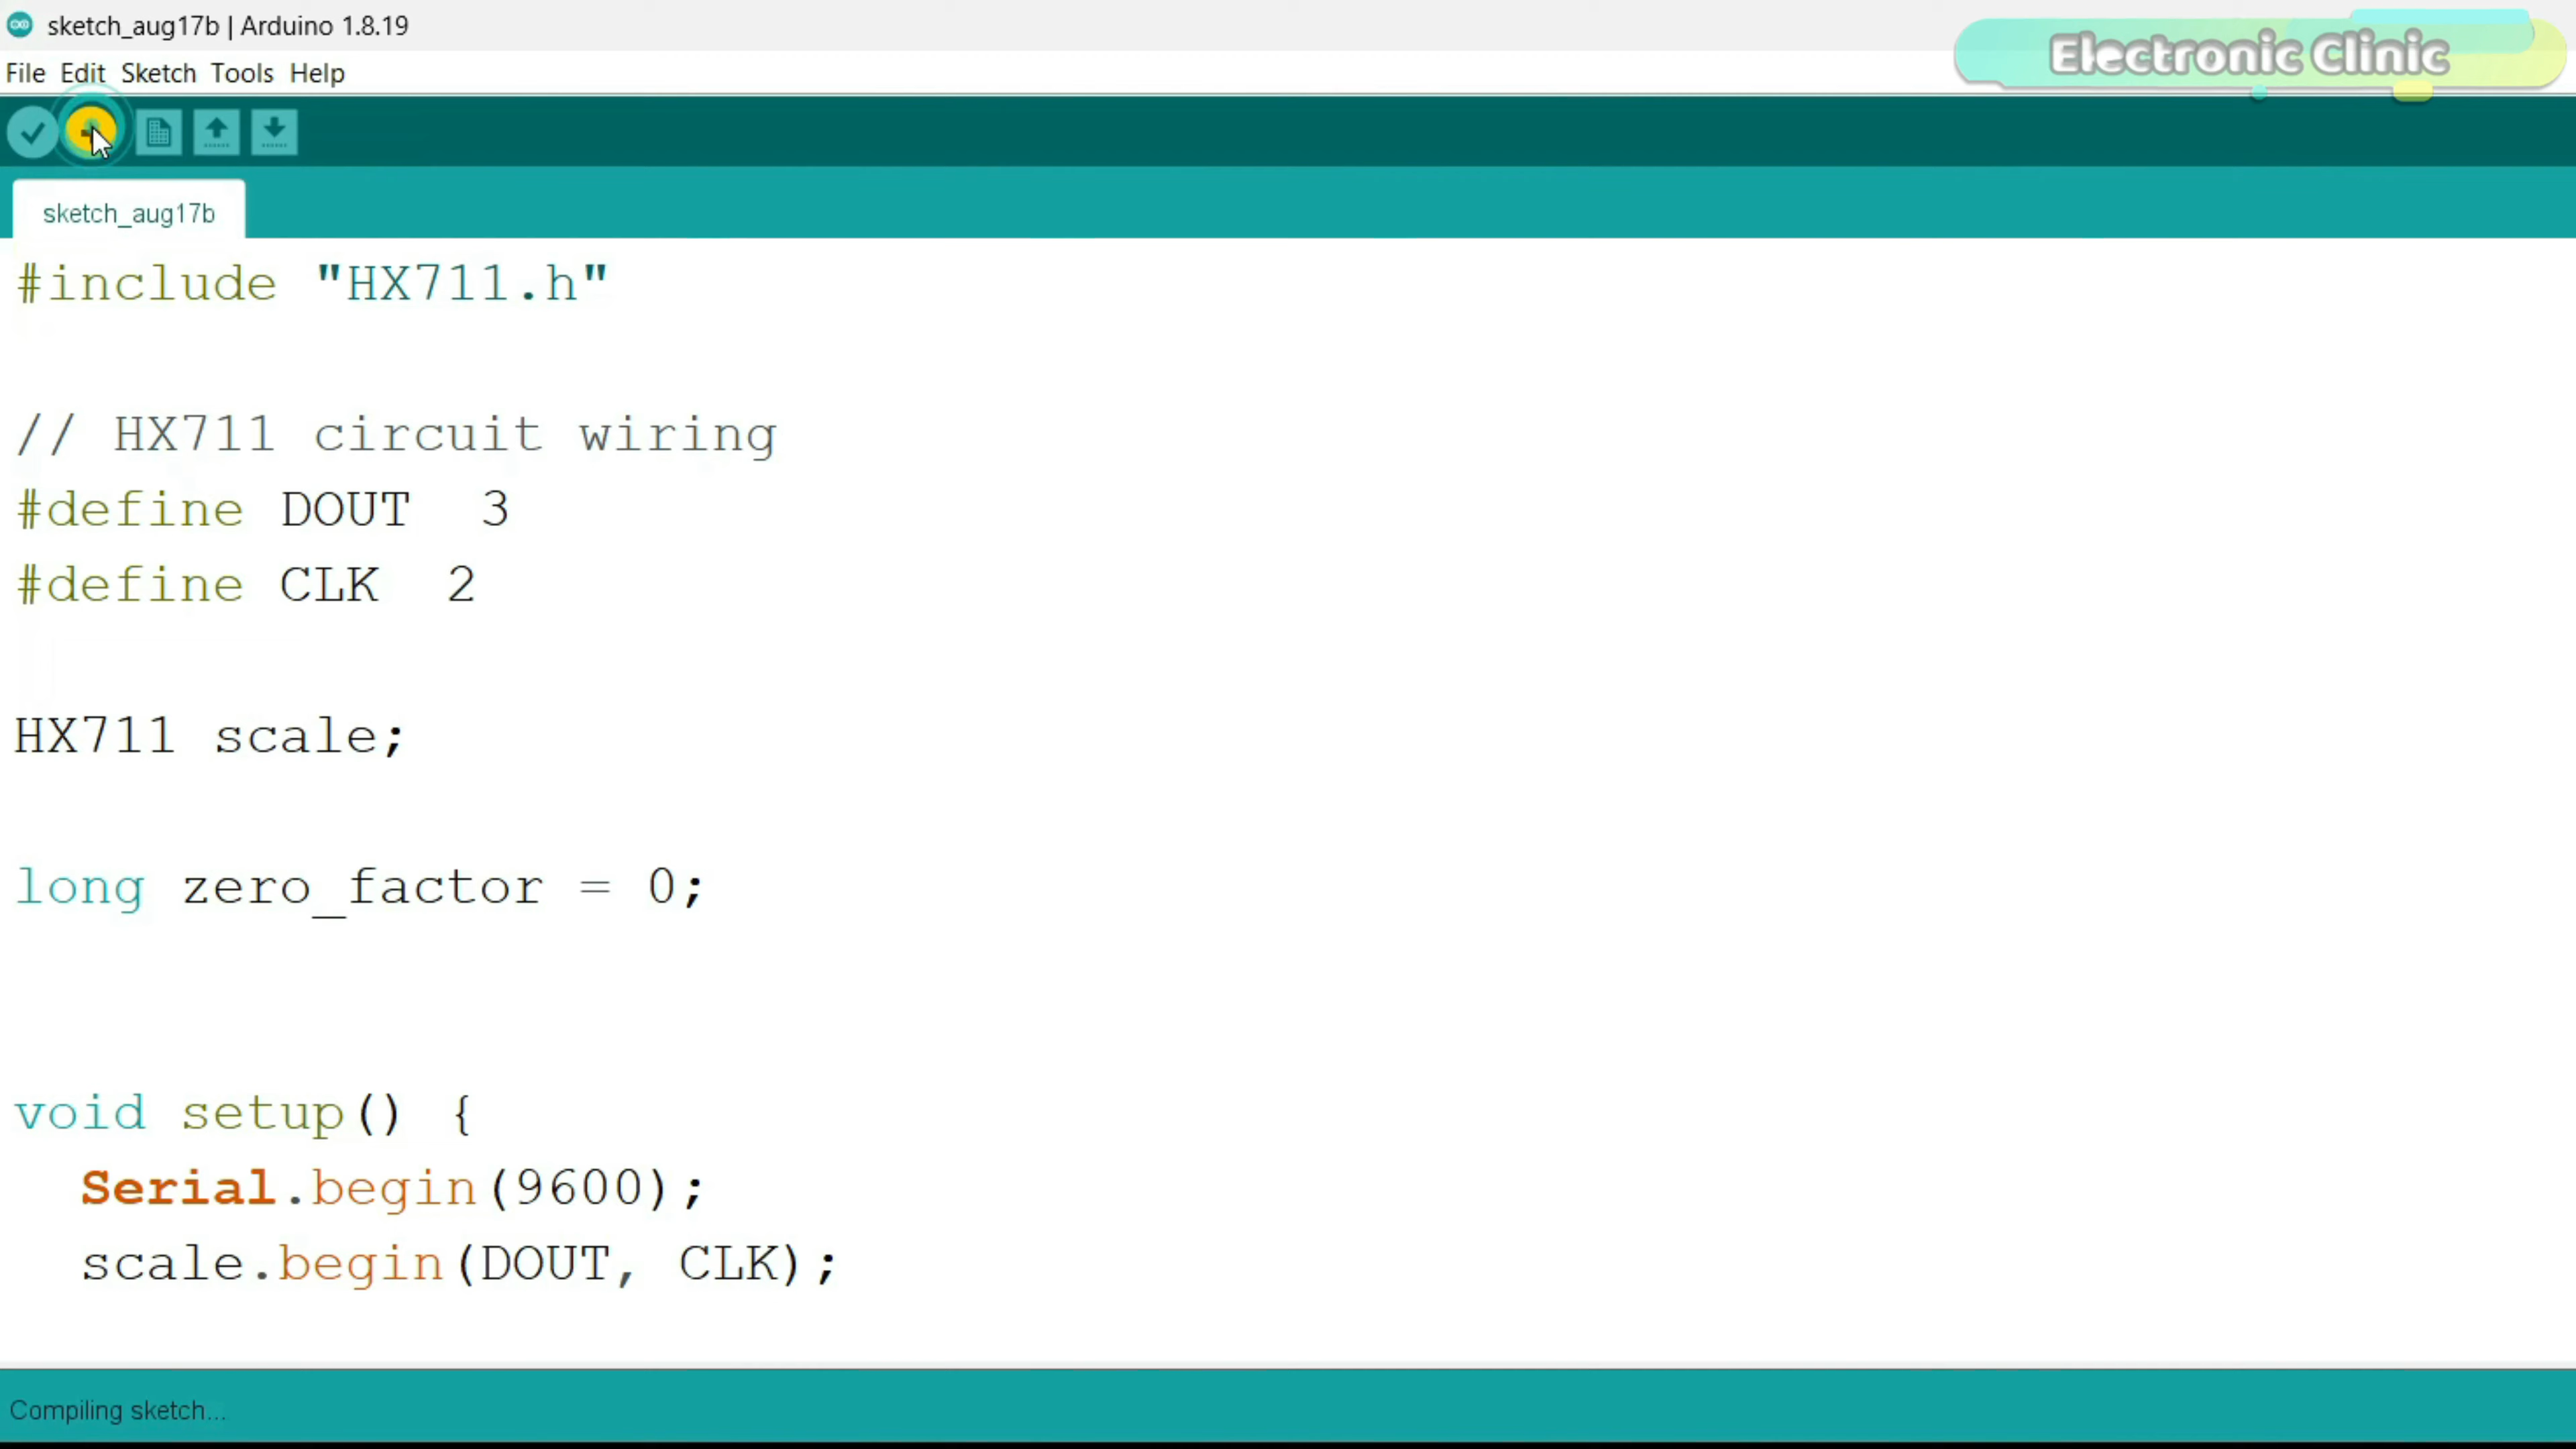 sketch_aug17b | Arduino 1.8.19
Electronic Clinic
File Edit Sketch Tools Help
sketch_aug17b
#include "HX711.h"
// HX711 circuit wiring
#define DOUT  3
#define CLK  2
HX711 scale;
long zero_factor = 0;
void setup() {
  Serial.begin(9600);
  scale.begin(DOUT, CLK);
Compiling sketch...